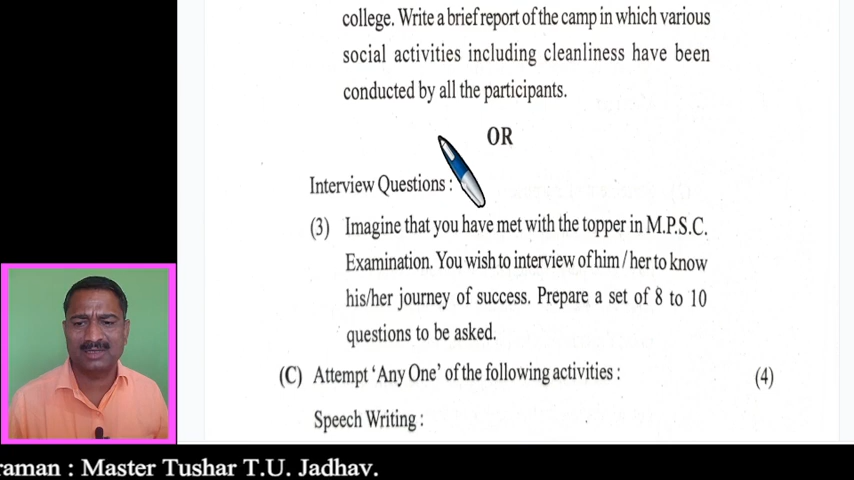 college. Write a brief report of the camp in which various
social activities including cleanliness have been
conducted by all the participants.
OR
Interview Questions :
(3) Imagine that you have met with the topper in M.P.S.C.
Examination. You wish to interview of him / her to know
his/her journey of success. Prepare a set of 8 to 10
questions to be asked.
(C) Attempt ‘Any One’ of the following activities : (4)
Speech Writing :
raman : Master Tushar T.U. Jadhav.